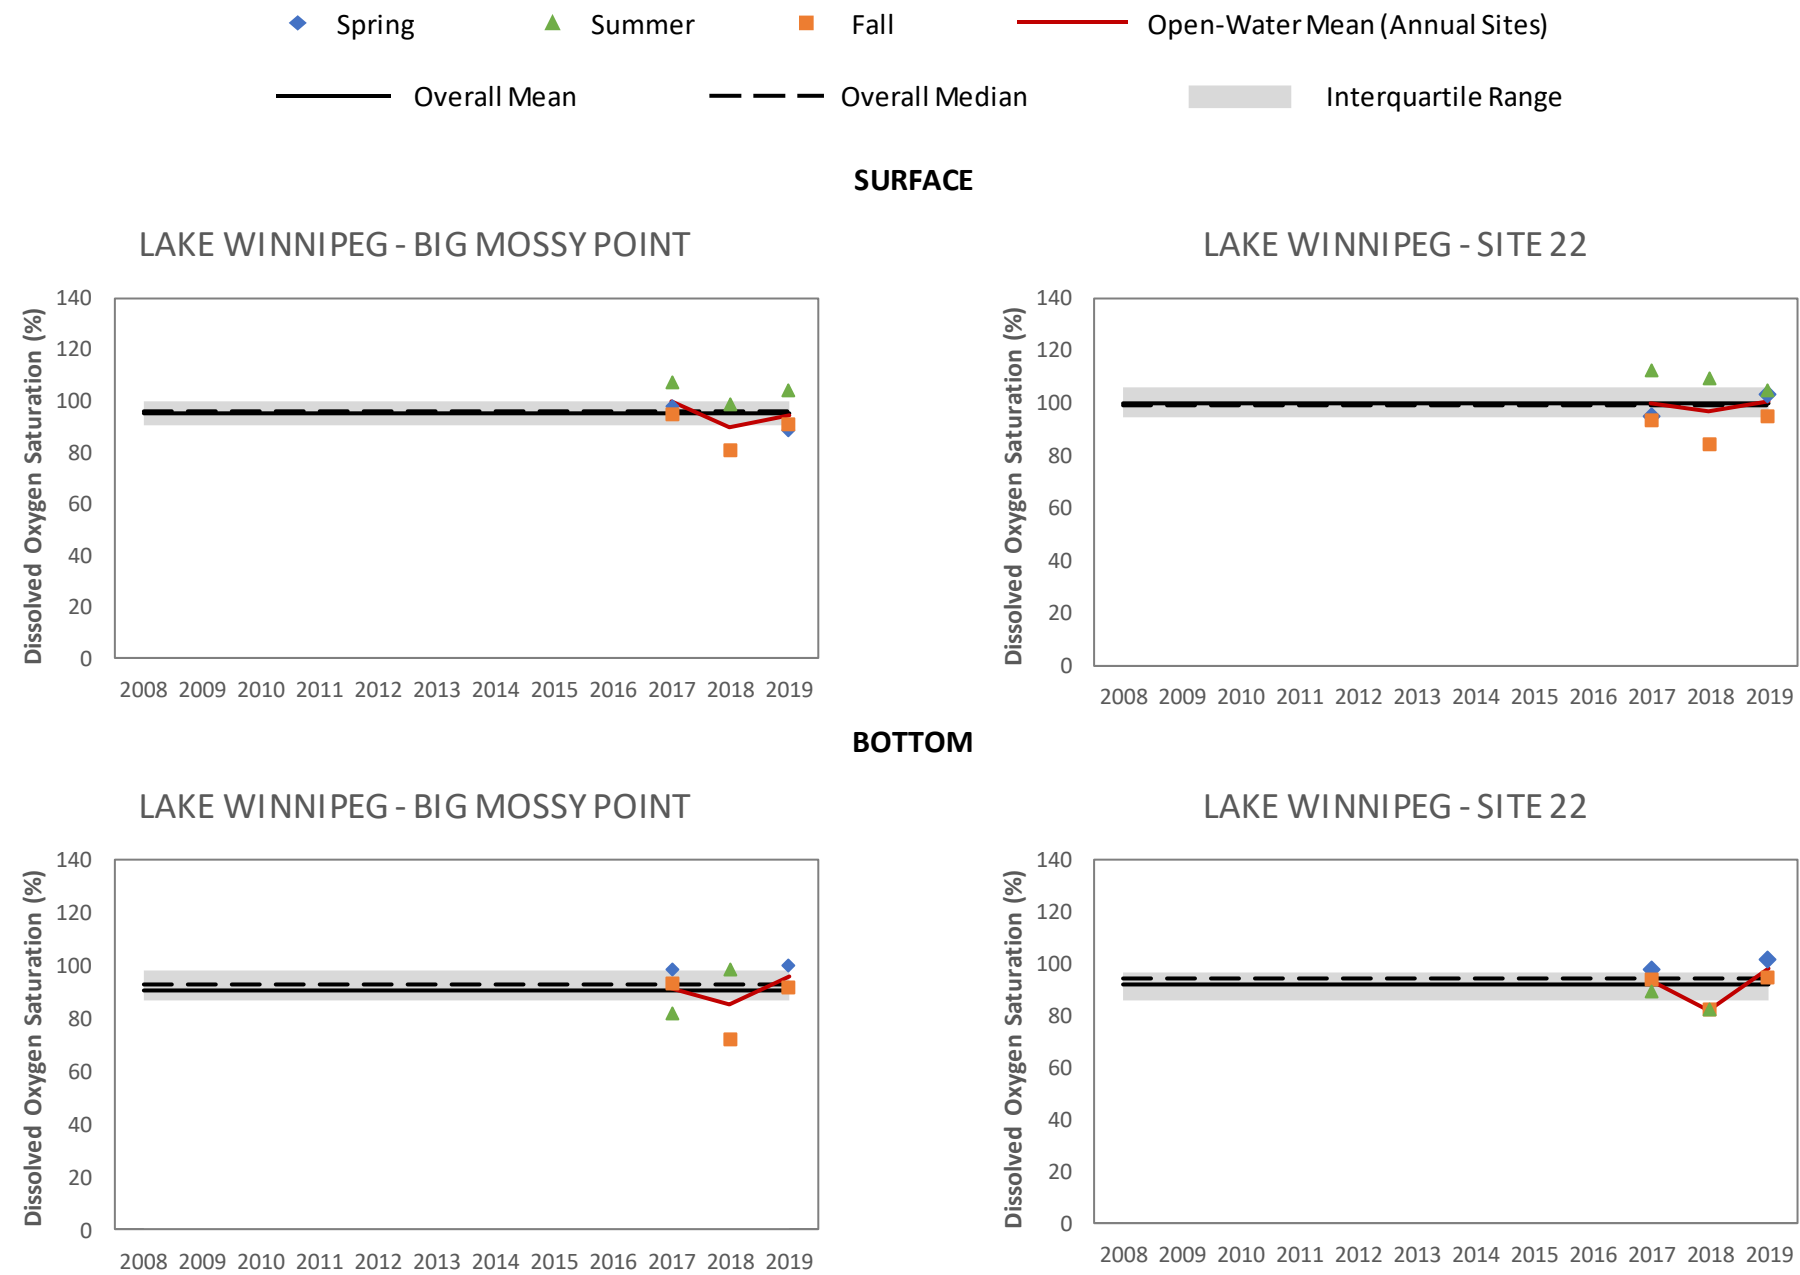 Spring Summer Fall Open-Water Mean (Annual Sites)
Overall Mean Overall Median Interquartile Range
SURFACE
LAKE WINNIPEG - BIG MOSSY POINT
Dissolved Oxygen Saturation (%)
140
120
100
80
60
40
20
0
2008 2009 2010 2011 2012 2013 2014 2015 2016 2017 2018 2019
LAKE WINNIPEG - SITE 22
Dissolved Oxygen Saturation (%)
140
120
100
80
60
40
20
0
2008 2009 2010 2011 2012 2013 2014 2015 2016 2017 2018 2019
BOTTOM
LAKE WINNIPEG - BIG MOSSY POINT
Dissolved Oxygen Saturation (%)
140
120
100
80
60
40
20
0
2008 2009 2010 2011 2012 2013 2014 2015 2016 2017 2018 2019
LAKE WINNIPEG - SITE 22
Dissolved Oxygen Saturation (%)
140
120
100
80
60
40
20
0
2008 2009 2010 2011 2012 2013 2014 2015 2016 2017 2018 2019